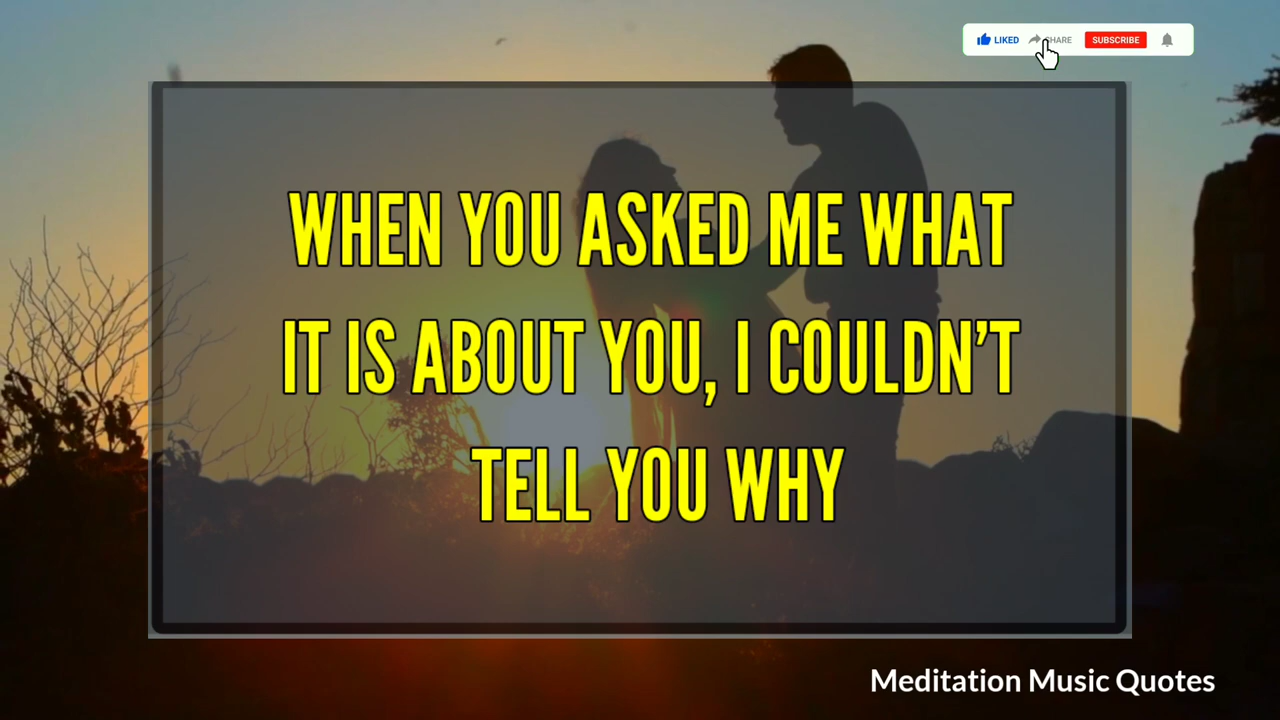 LIKED SHARE SUBSCRIBE
WHEN YOU ASKED ME WHAT
IT IS ABOUT YOU, I COULDN'T
TELL YOU WHY
Meditation Music Quotes